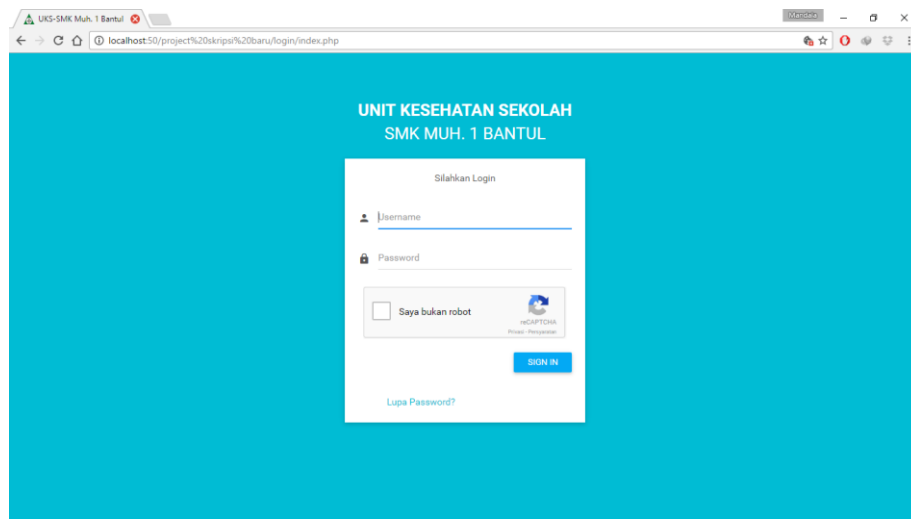 UKS-SMK Muh. 1 Bantul
Mandala
localhost:50/project%20skripsi%20baru/login/index.php
UNIT KESEHATAN SEKOLAH
SMK MUH. 1 BANTUL
Silahkan Login
Username
Password
Saya bukan robot
reCAPTCHA
Privasi - Persyaratan
SIGN IN
Lupa Password?